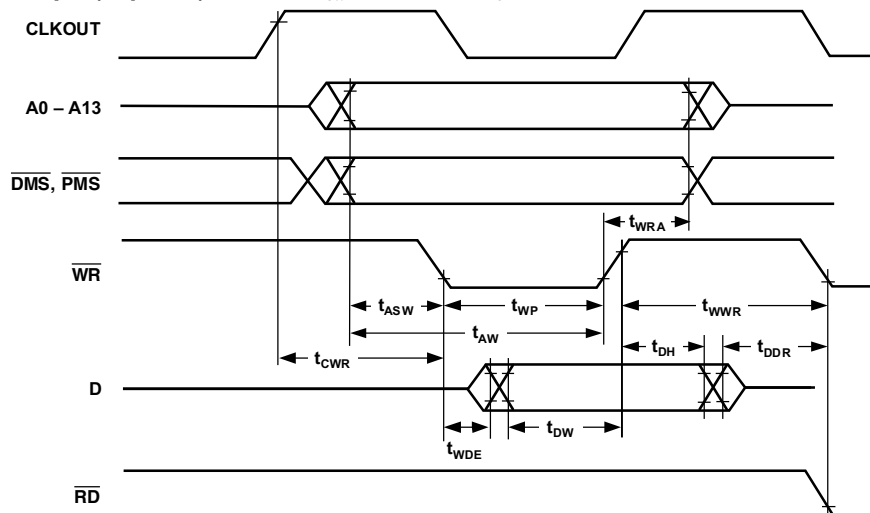 CLKOUT
A0 – A13
DMS, PMS
tWRA
WR
tASW
tWP
tWWR
tAW
tCWR
tDH
tDDR
D
tWDE
tDW
RD